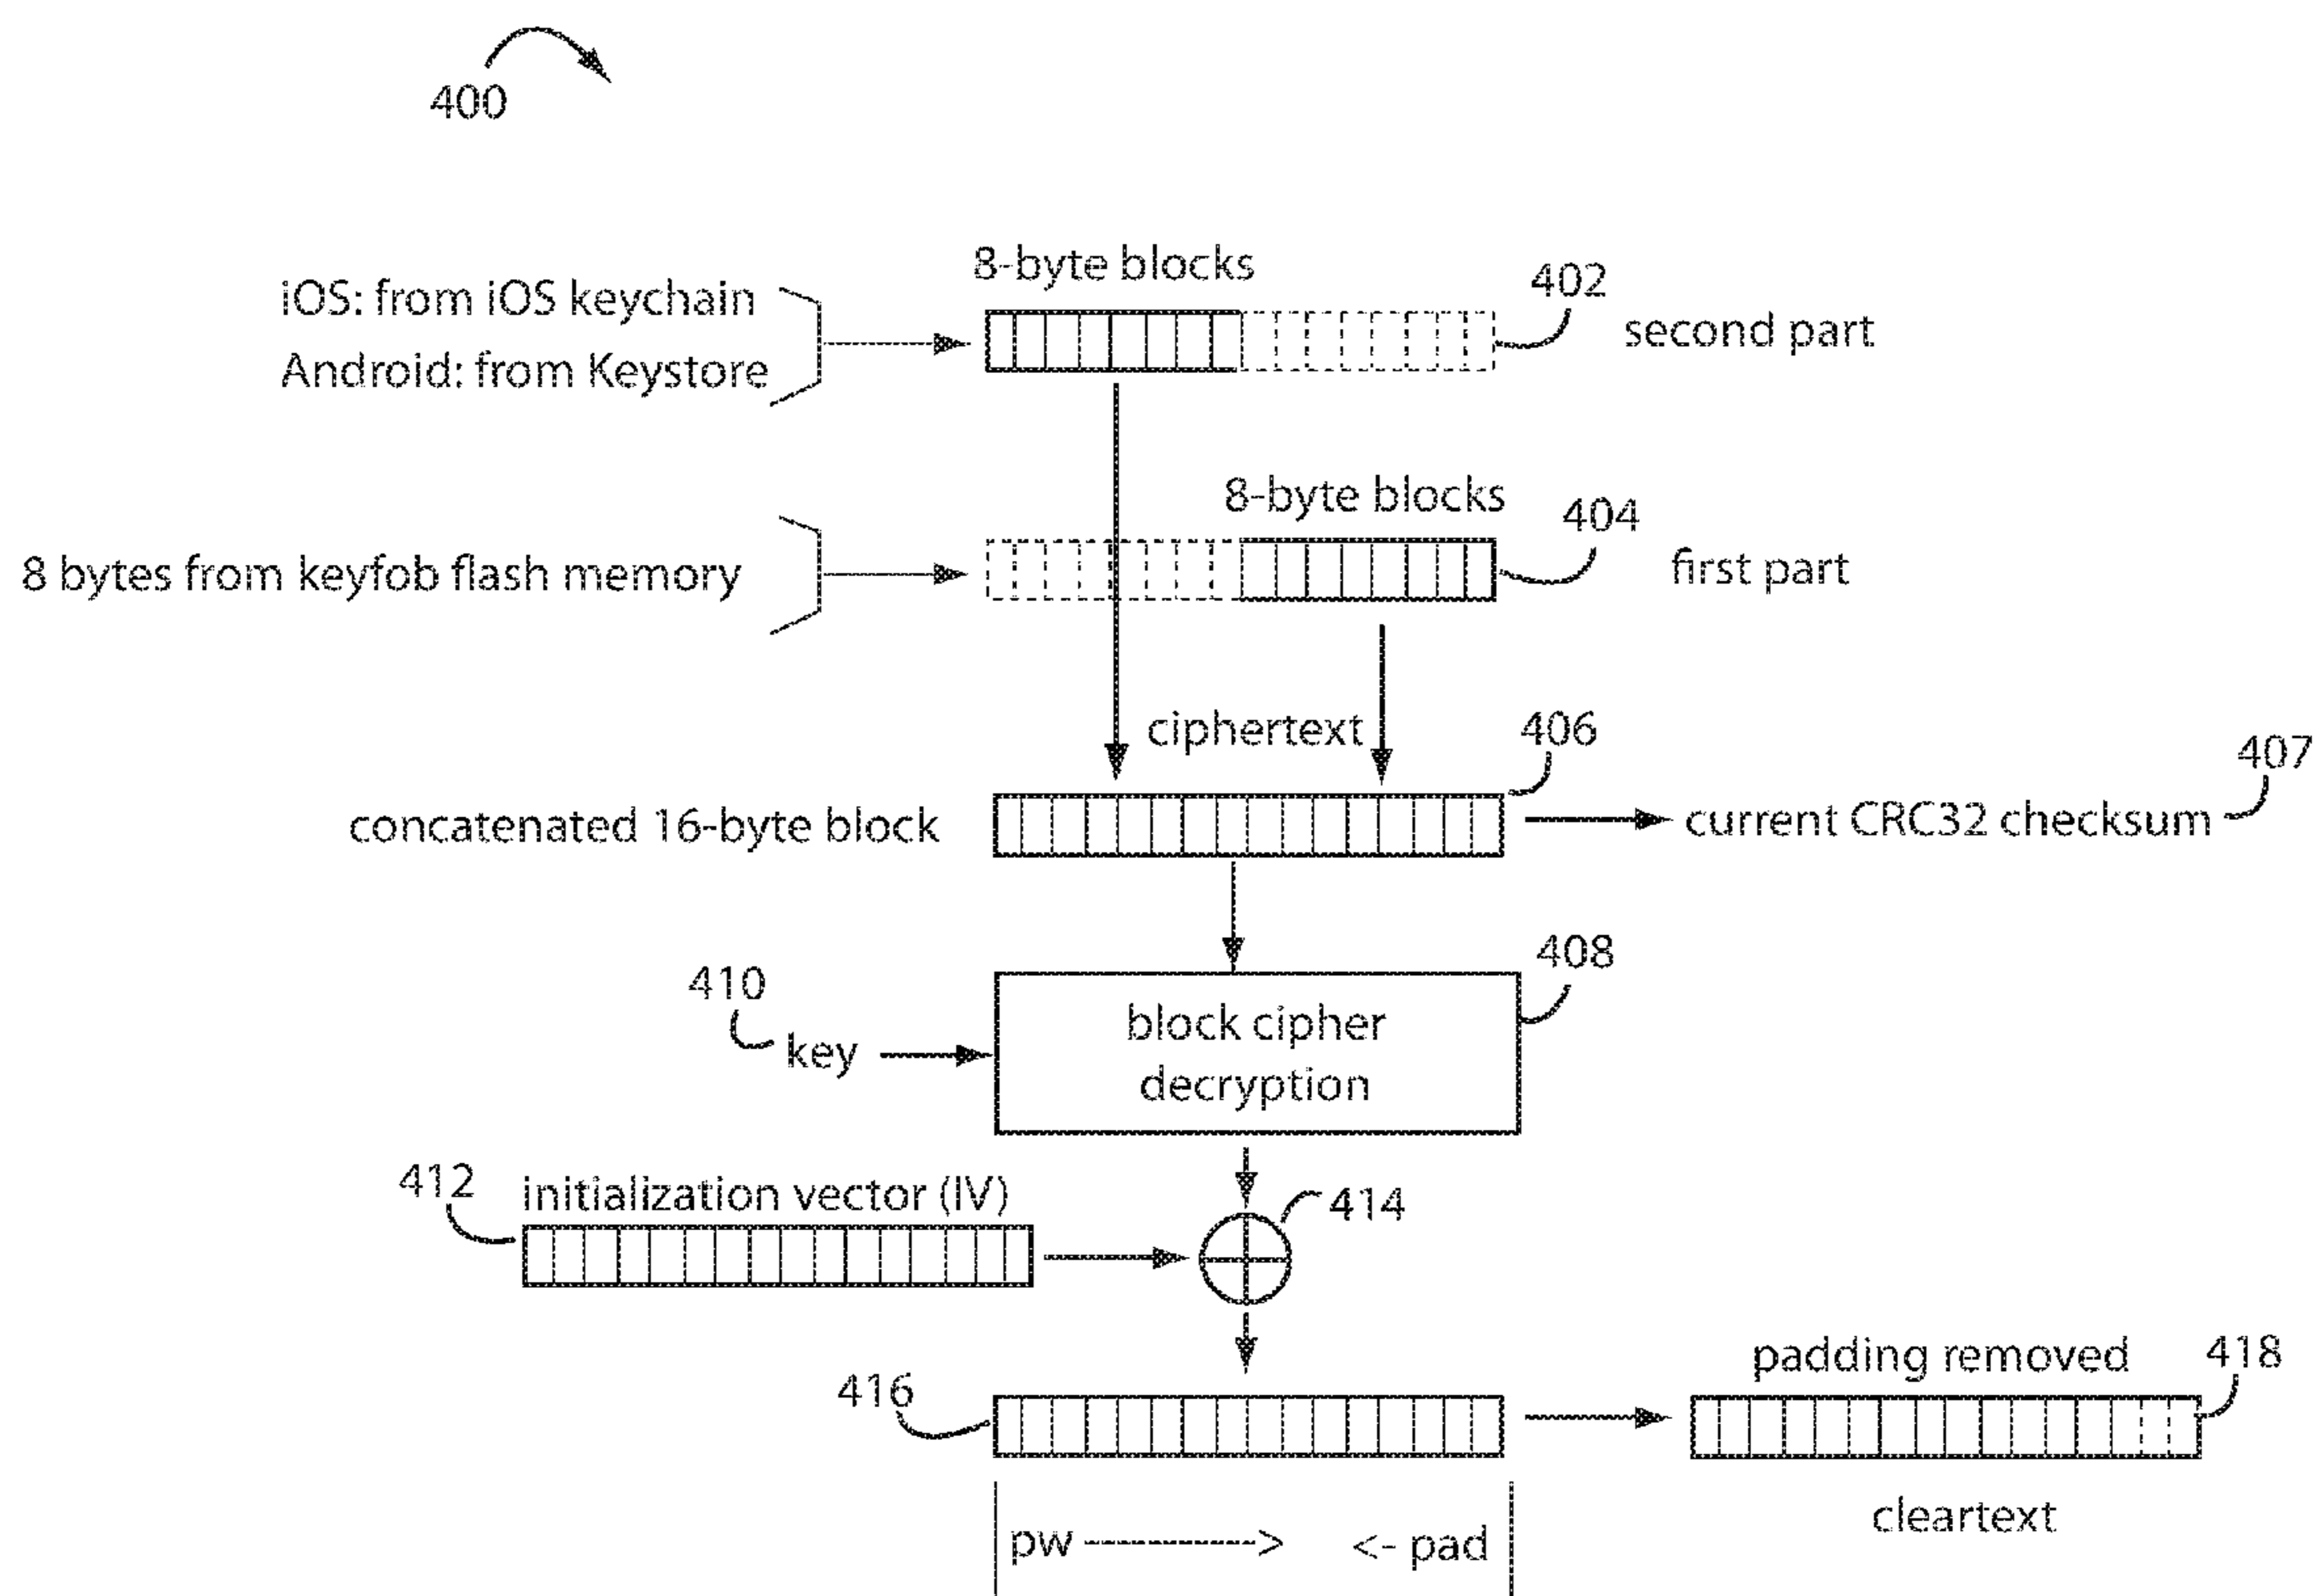 400
8-byte blocks
402
iOS: from iOS keychain
second part
Android: from Keystore
8-byte blocks
404
8 bytes from keyfob flash memory
first part
ciphertext
406
407
concatenated 16-byte block
current CRC32 checksum
408
410
key
block cipher
decryption
412
initialization vector (IV)
414
416
padding removed
418
cleartext
pw --------------> <- pad